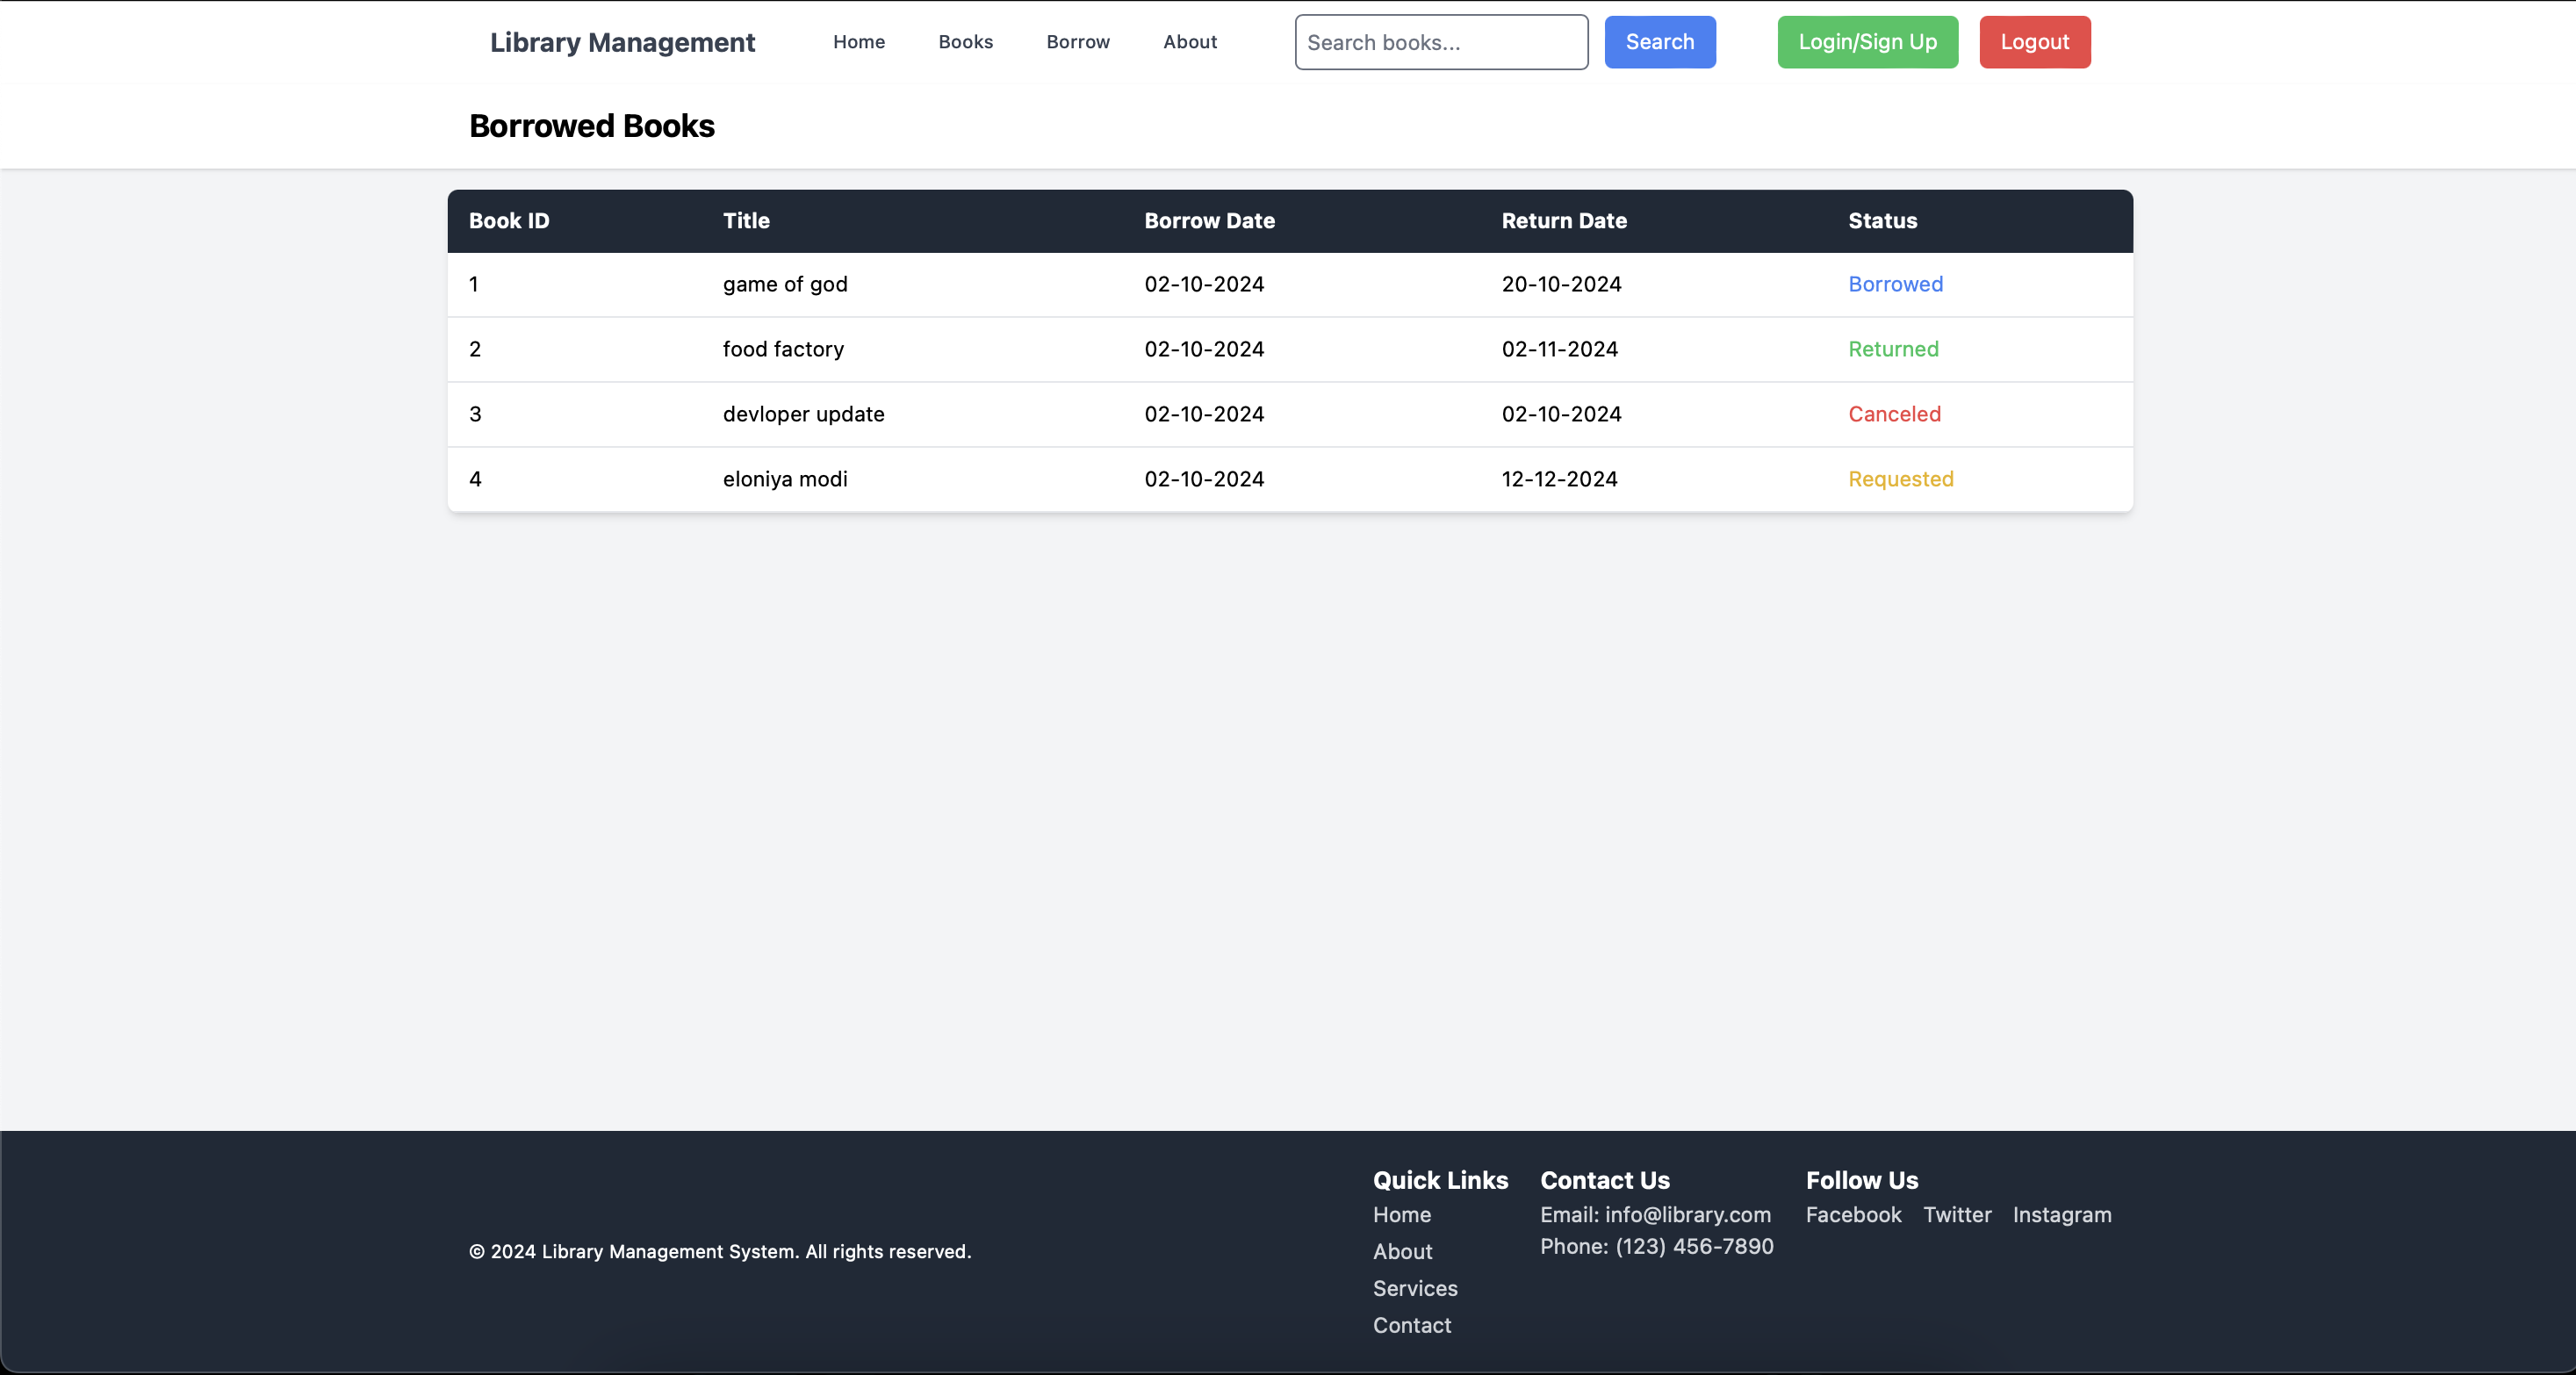 Library Management Home Books Borrow About Search books... Search Login/Sign Up Logout
Borrowed Books
Book ID Title Borrow Date Return Date Status
1 game of god 02-10-2024 20-10-2024 Borrowed
2 food factory 02-10-2024 02-11-2024 Returned
3 devloper update 02-10-2024 02-10-2024 Canceled
4 eloniya modi 02-10-2024 12-12-2024 Requested
© 2024 Library Management System. All rights reserved.
Quick Links
Home
About
Services
Contact
Contact Us
Email: info@library.com
Phone: (123) 456-7890
Follow Us
Facebook Twitter Instagram